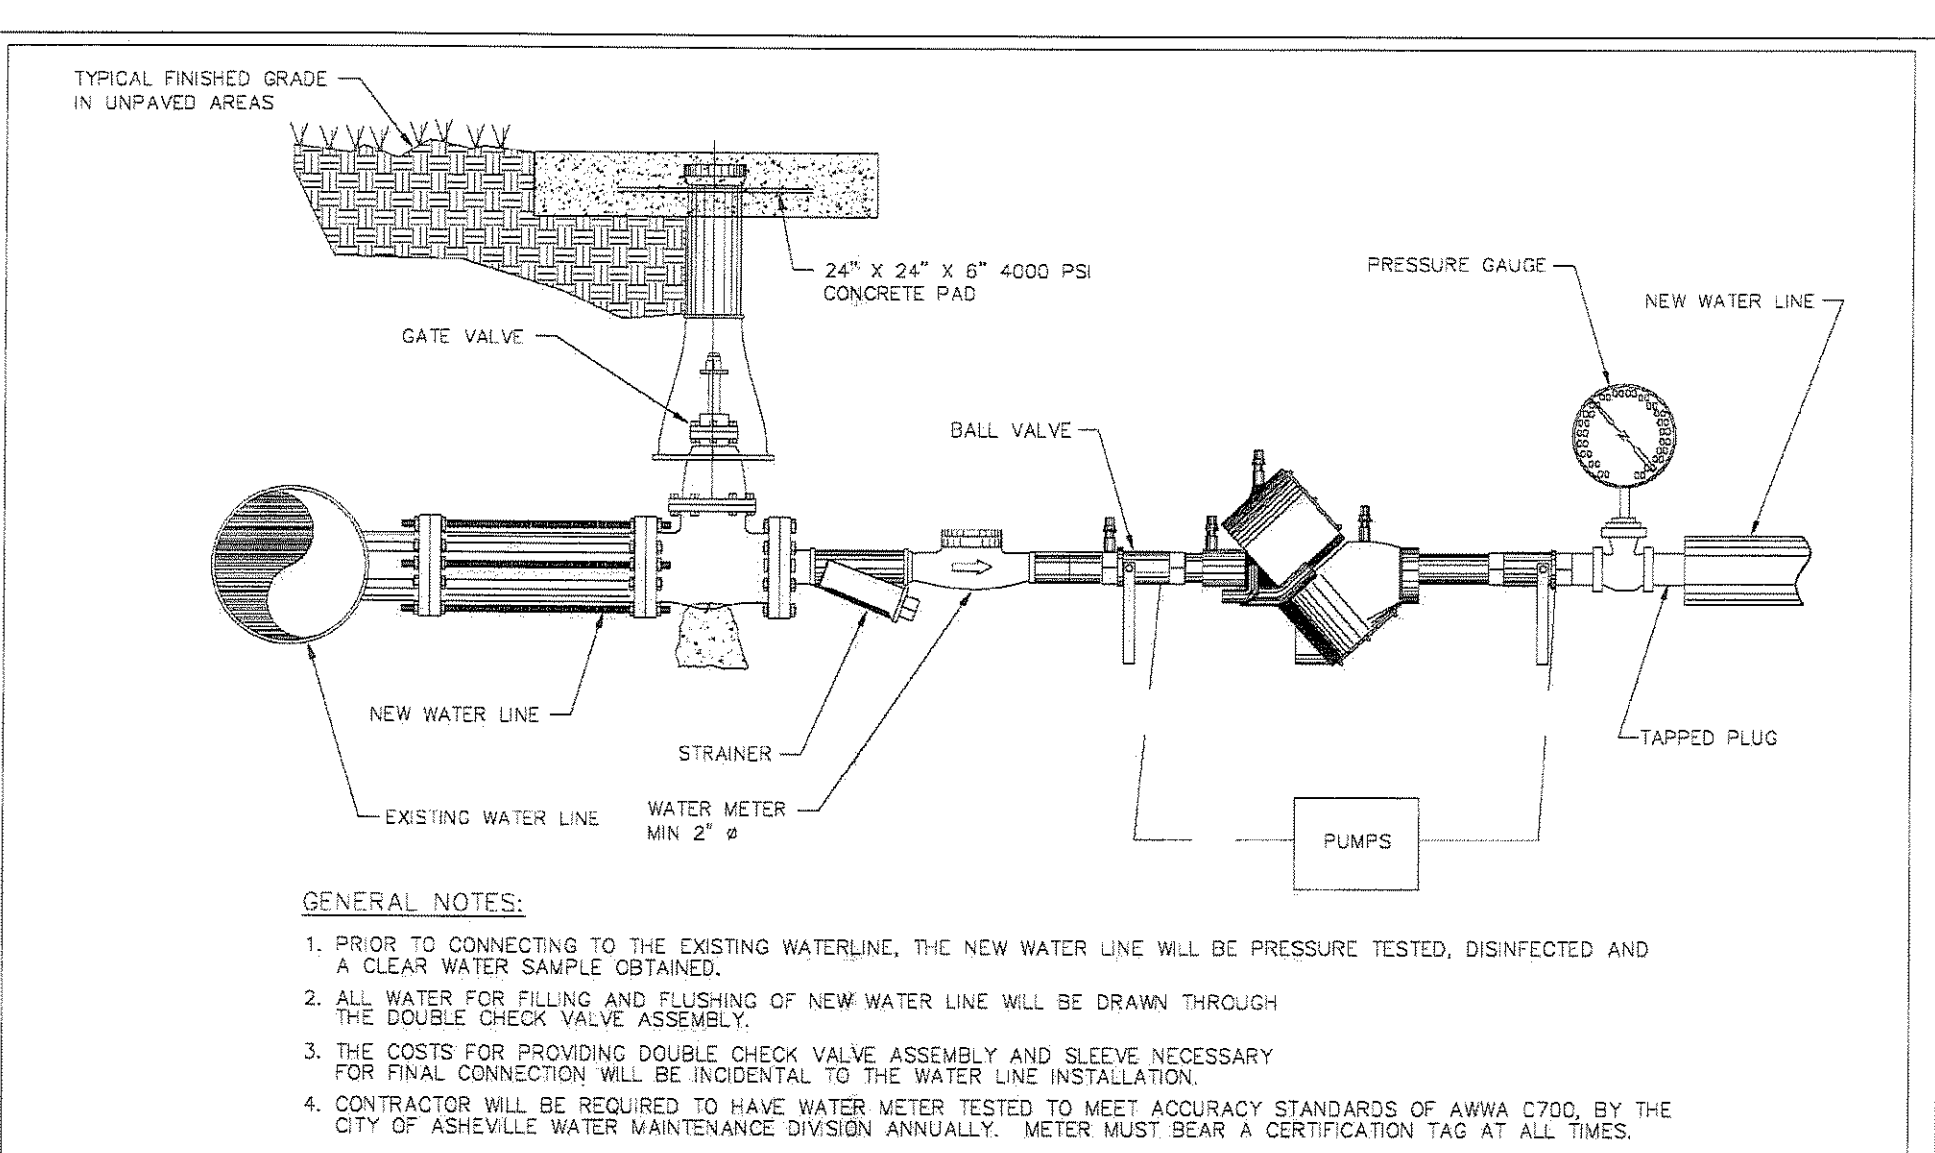 TYPICAL FINISHED GRADE
IN UNPAVED AREAS
24" X 24" X 6" 4000 PSI
CONCRETE PAD
PRESSURE GAUGE
NEW WATER LINE
GATE VALVE
BALL VALVE
NEW WATER LINE
STRAINER
TAPPED PLUG
EXISTING WATER LINE
WATER METER
MIN 2" ø
PUMPS
GENERAL NOTES:
1. PRIOR TO CONNECTING TO THE EXISTING WATERLINE, THE NEW WATER LINE WILL BE PRESSURE TESTED, DISINFECTED AND
A CLEAR WATER SAMPLE OBTAINED.
2. ALL WATER FOR FILLING AND FLUSHING OF NEW WATER LINE WILL BE DRAWN THROUGH
THE DOUBLE CHECK VALVE ASSEMBLY.
3. THE COSTS FOR PROVIDING DOUBLE CHECK VALVE ASSEMBLY AND SLEEVE NECESSARY
FOR FINAL CONNECTION WILL BE INCIDENTAL TO THE WATER LINE INSTALLATION.
4. CONTRACTOR WILL BE REQUIRED TO HAVE WATER METER TESTED TO MEET ACCURACY STANDARDS OF AWWA C700, BY THE
CITY OF ASHEVILLE WATER MAINTENANCE DIVISION ANNUALLY. METER MUST BEAR A CERTIFICATION TAG AT ALL TIMES.